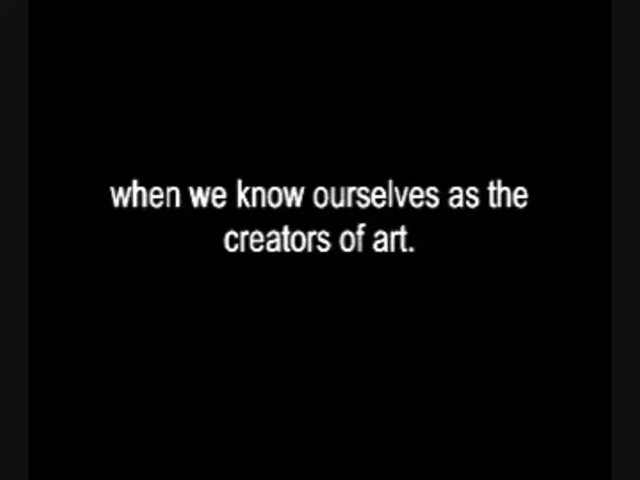 when we know ourselves as the
creators of art.